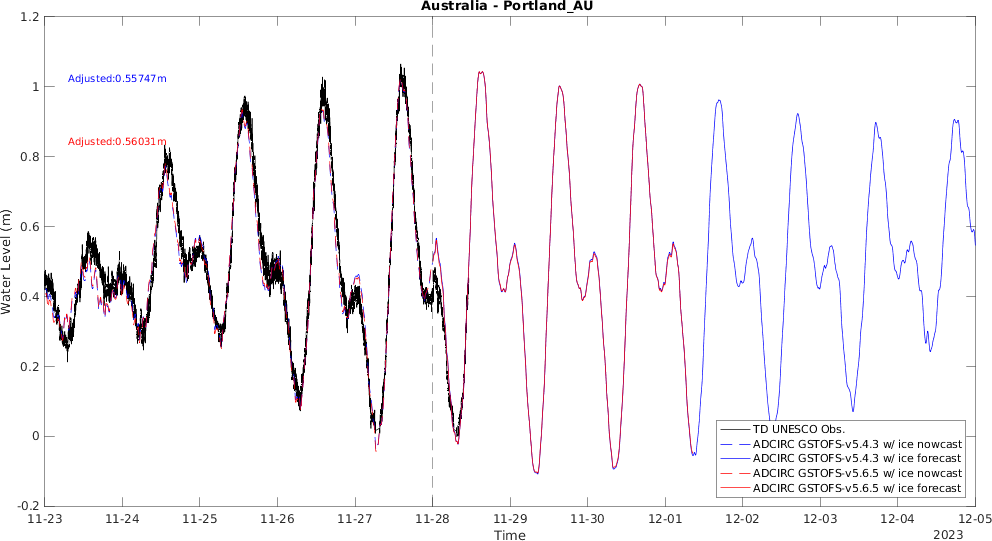 Australia - Portland_AU
Water Level (m)
1.2
1
0.8
0.6
0.4
0.2
0
-0.2
Adjusted:0.55747m
Adjusted:0.56031m
TD UNESCO Obs.
ADCIRC GSTOFS-v5.4.3 w/ ice nowcast
ADCIRC GSTOFS-v5.4.3 w/ ice forecast
ADCIRC GSTOFS-v5.6.5 w/ ice nowcast
ADCIRC GSTOFS-v5.6.5 w/ ice forecast
11-23 11-24 11-25 11-26 11-27 11-28 11-29 11-30 12-01 12-02 12-03 12-04 12-05
Time
2023